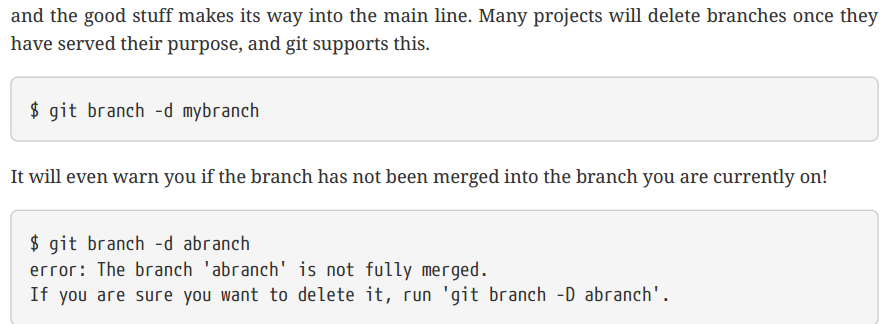 and the good stuff makes its way into the main line. Many projects will delete branches once they
have served their purpose, and git supports this.
$ git branch -d mybranch
It will even warn you if the branch has not been merged into the branch you are currently on!
$ git branch -d abranch
error: The branch 'abranch' is not fully merged.
If you are sure you want to delete it, run 'git branch -D abranch'.